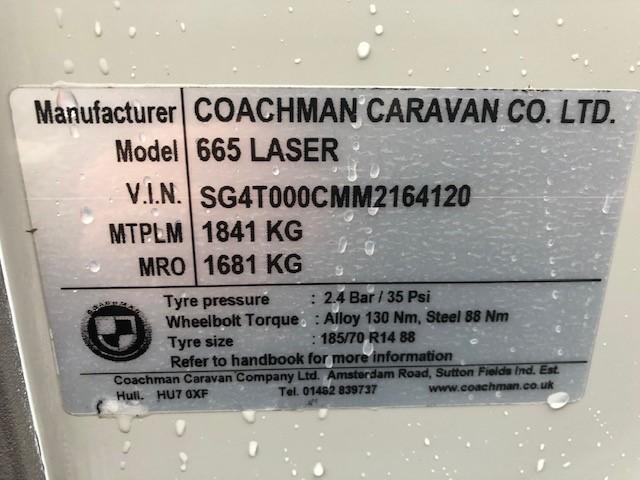 Manufacturer COACHMAN CARAVAN CO. LTD.
Model 665 LASER
V.I.N. SG4T000CMM2164120
MTPLM 1841 KG
MRO 1681 KG
COACHMAN
Tyre pressure : 2.4 Bar / 35 Psi
Wheelbolt Torque : Alloy 130 Nm, Steel 88 Nm
Tyre size : 185/70 R14 88
Refer to handbook for more information
Coachman Caravan Company Ltd. Amsterdam Road, Sutton Fields Ind. Est.
Hull. HU7 0XF Tel. 01482 839737 www.coachman.co.uk